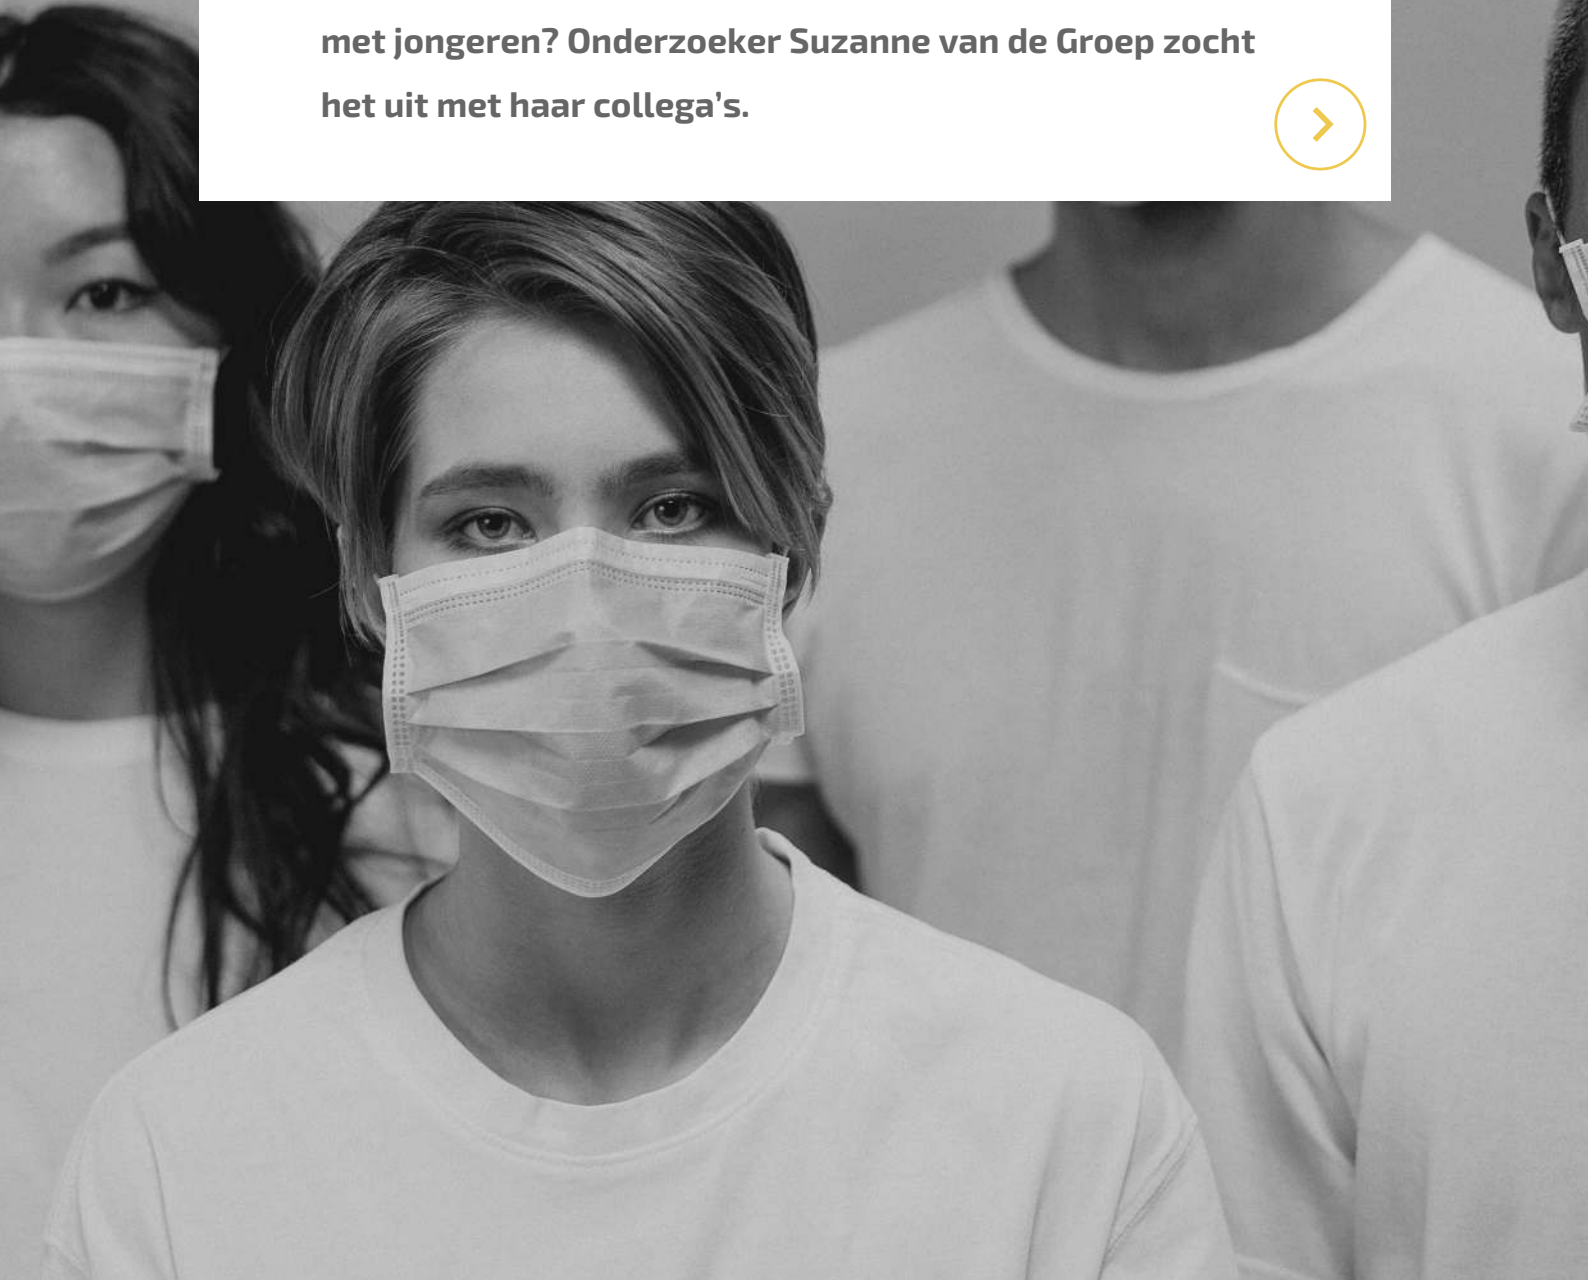 met jongeren? Onderzoeker Suzanne van de Groep zocht
het uit met haar collega’s.